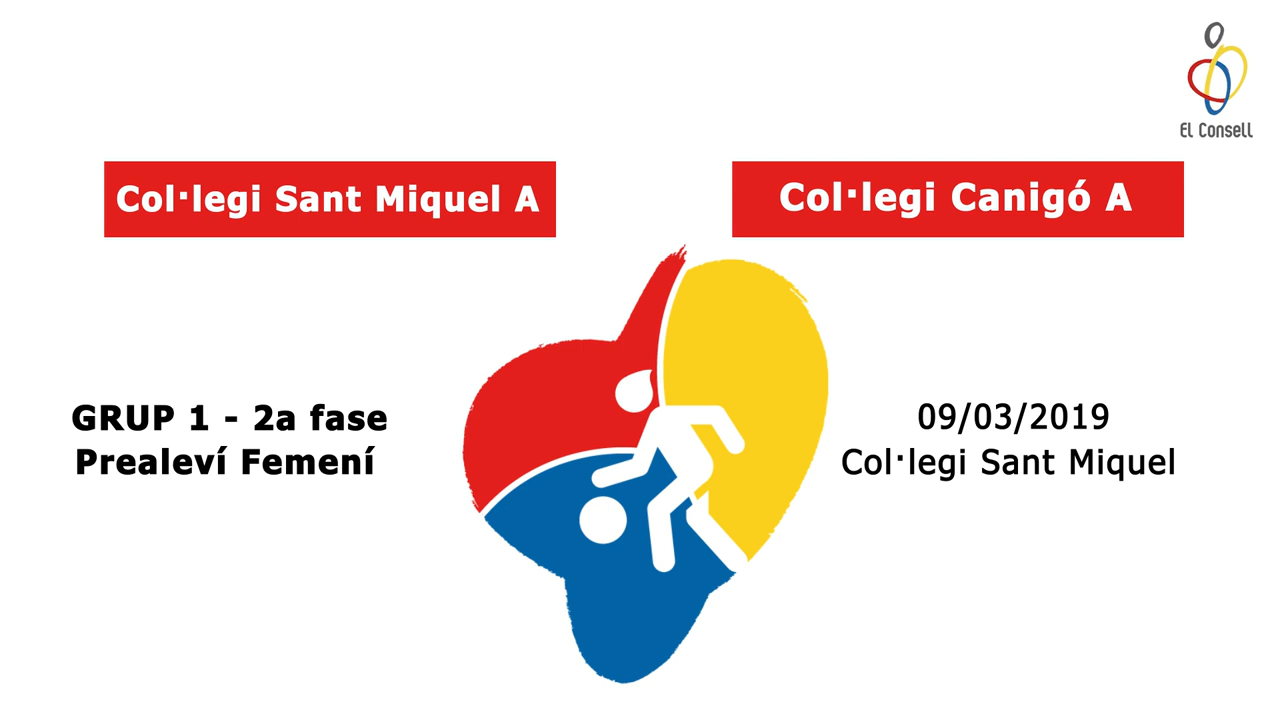 El Consell
Col·legi Sant Miquel A
Col·legi Canigó A
GRUP 1 - 2a fase
Prealeví Femení
09/03/2019
Col·legi Sant Miquel